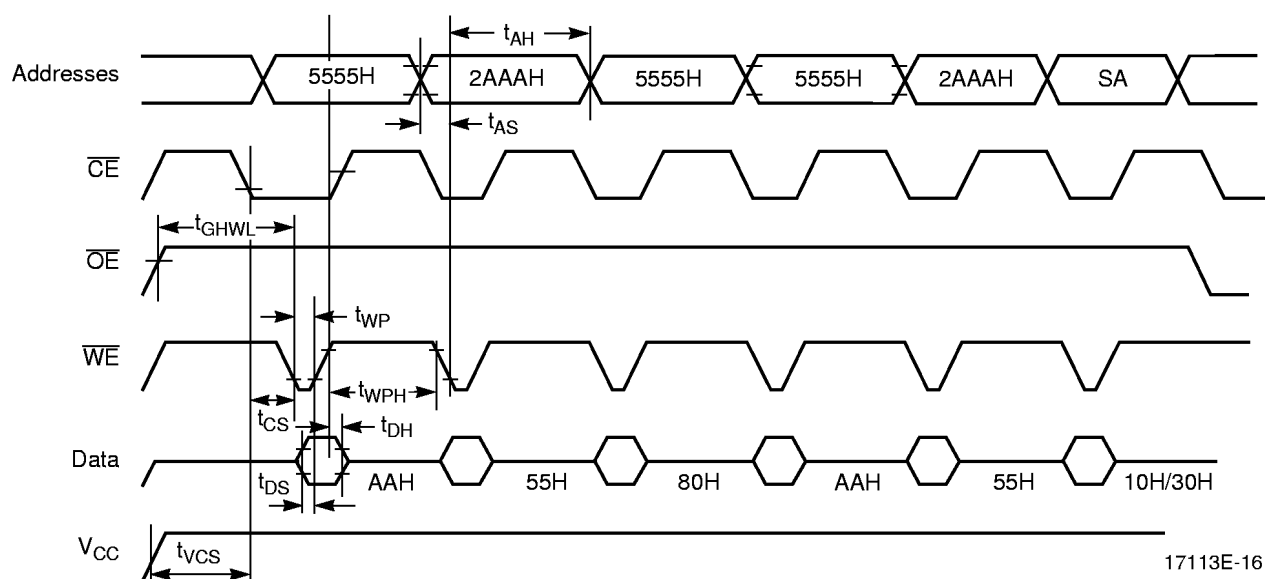 Addresses
5555H 2AAAH 5555H 5555H 2AAAH SA
tAH
tAS
CE
tGHWL
OE
tWP
WE
tWPH
tCS
tDH
Data
AAH 55H 80H AAH 55H 10H/30H
tDS
VCC
tVCS
17113E-16